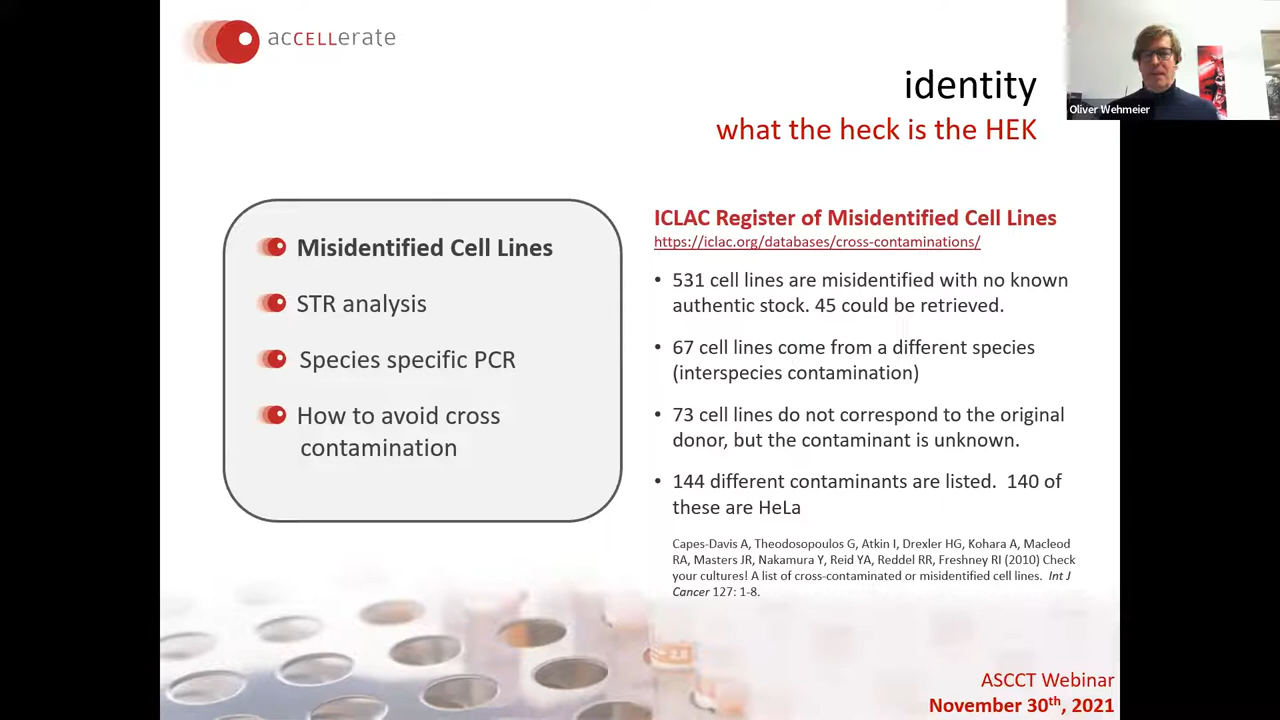 acCELLerate
identity
what the heck is the HEK
Oliver Wehmeier
Misidentified Cell Lines
STR analysis
Species specific PCR
How to avoid cross
contamination
ICLAC Register of Misidentified Cell Lines
https://iclac.org/databases/cross-contaminations/
• 531 cell lines are misidentified with no known
authentic stock. 45 could be retrieved.
• 67 cell lines come from a different species
(interspecies contamination)
• 73 cell lines do not correspond to the original
donor, but the contaminant is unknown.
• 144 different contaminants are listed.  140 of
these are HeLa
Capes-Davis A, Theodosopoulos G, Atkin I, Drexler HG, Kohara A, Macleod
RA, Masters JR, Nakamura Y, Reid YA, Reddel RR, Freshney RI (2010) Check
your cultures! A list of cross-contaminated or misidentified cell lines.  Int J
Cancer 127: 1-8.
ASCCT Webinar
November 30th, 2021